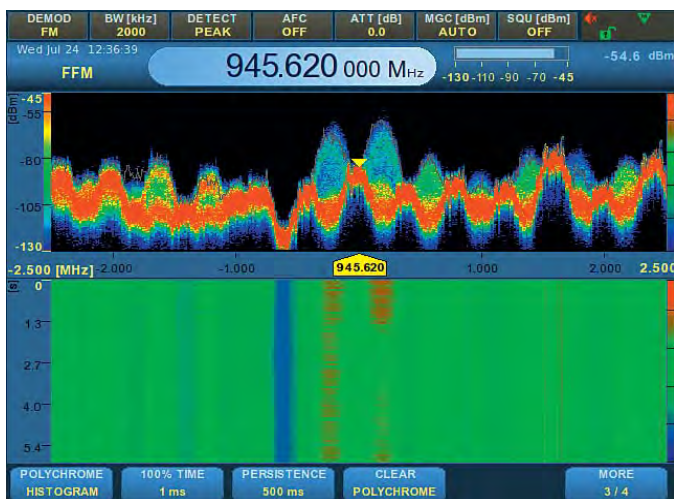 DEMOD BW [kHz] DETECT AFC ATT [dB] MGC [dBm] SQU [dBm]
FM 2000 PEAK OFF 0.0 AUTO OFF
Wed Jul 24 12:36:39
FFM 945.620 000 MHz -54.6 dBm
-130 -110 -90 -70 -45
[dBm]
-45
-55
-80
-105
-130
-2.500 [MHz] -2.000 -1.000 945.620 1.000 2.000 2.500
[s]
0
1.3
2.7
4.0
5.4
POLYCHROME 100% TIME PERSISTENCE CLEAR MORE
HISTOGRAM 1 ms 500 ms POLYCHROME 3 / 4